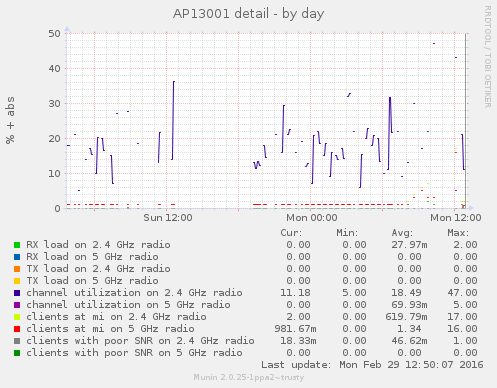 AP13001 detail - by day
RRDTOOL / TOBI OETIKER
% + abs
50
40
30
20
10
0
Sun 12:00 Mon 00:00 Mon 12:00
Cur: Min: Avg: Max:
RX load on 2.4 GHz radio 0.00 0.00 27.97m 2.00
RX load on 5 GHz radio 0.00 0.00 0.00 0.00
TX load on 2.4 GHz radio 0.00 0.00 0.00 0.00
TX load on 5 GHz radio 0.00 0.00 0.00 0.00
channel utilization on 2.4 GHz radio 11.18 5.00 18.49 47.00
channel utilization on 5 GHz radio 0.00 0.00 69.93m 5.00
clients at mi on 2.4 GHz radio 2.00 0.00 619.79m 17.00
clients at mi on 5 GHz radio 981.67m 0.00 1.34 16.00
clients with poor SNR on 2.4 GHz radio 18.33m 0.00 46.62m 1.00
clients with poor SNR on 5 GHz radio 0.00 0.00 0.00 0.00
Last update: Mon Feb 29 12:50:07 2016
Munin 2.0.25-1ppa2~trusty